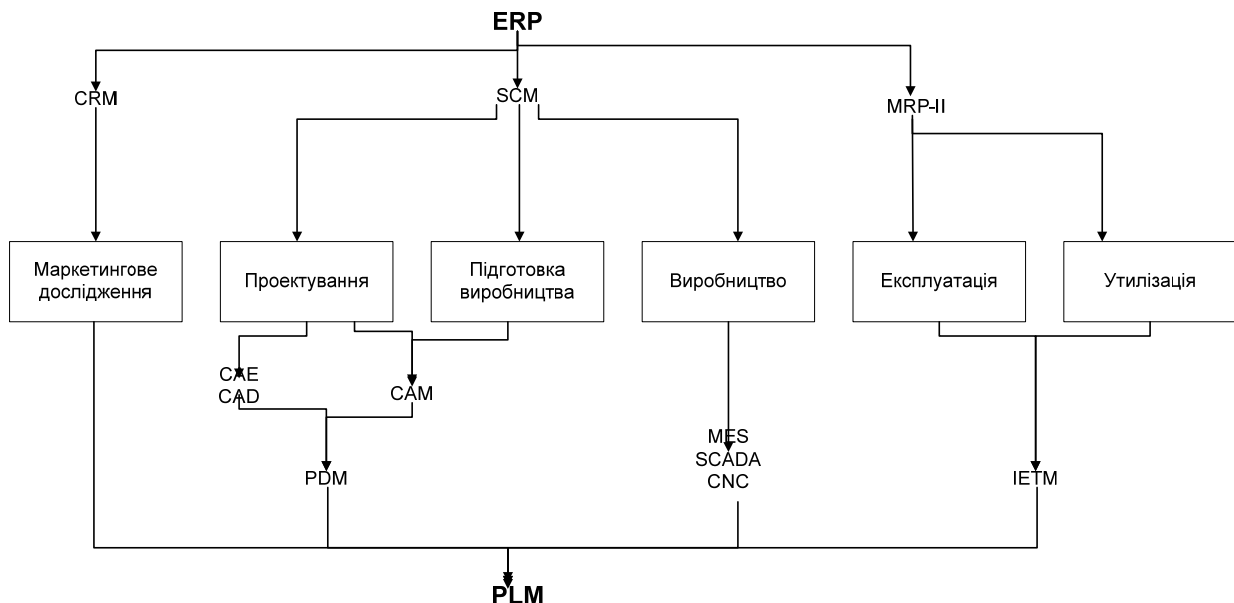 ERP
CRM
SCM
MRP-II
Маркетингове
дослідження
Проектування
Підготовка
виробництва
Виробництво
Експлуатація
Утилізація
CAE
CAD
CAM
MES
SCADA
CNC
PDM
IETM
PLM